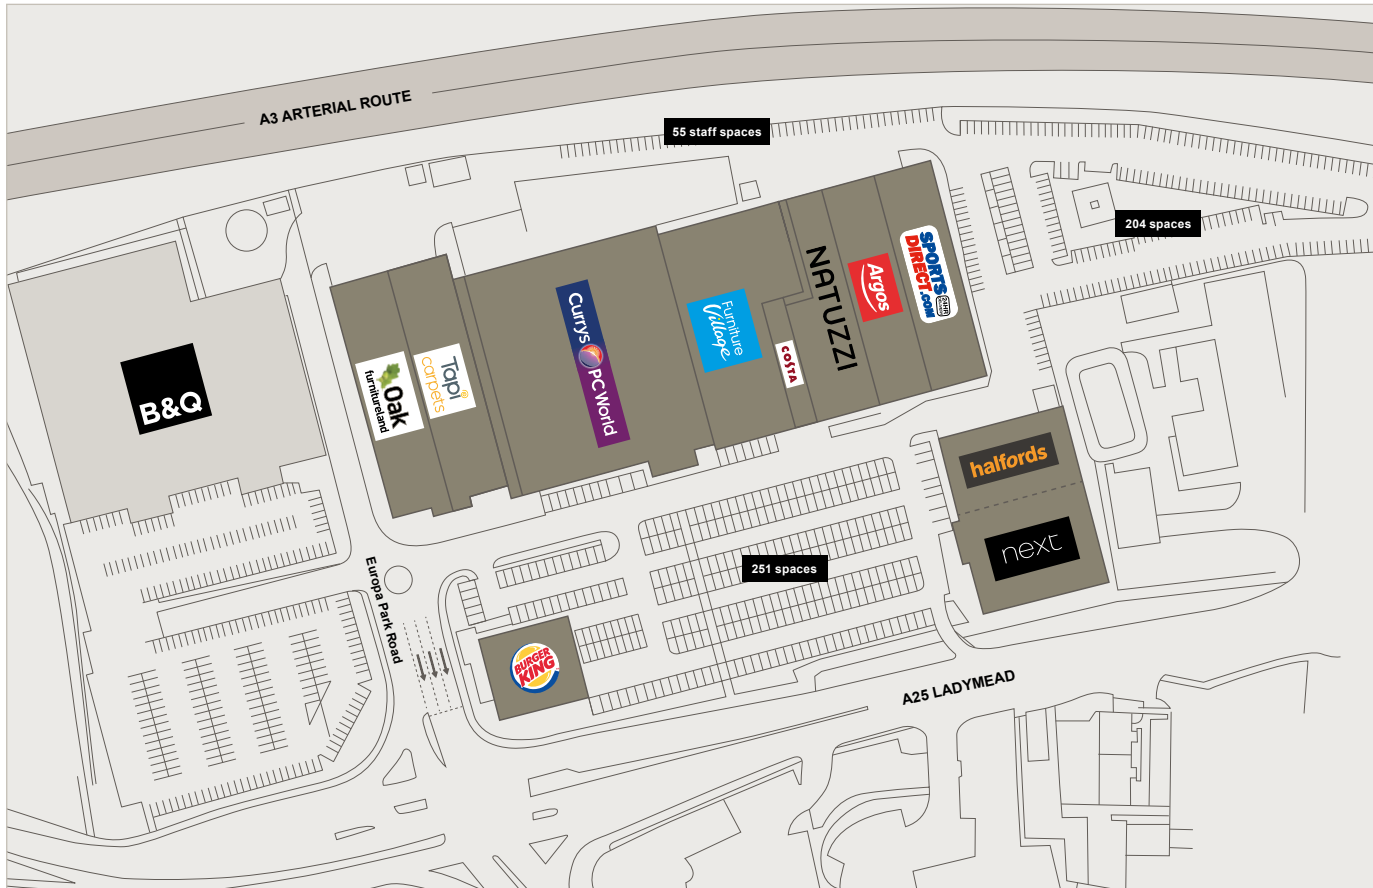 A3 ARTERIAL ROUTE
55 staff spaces
204 spaces
SPORTS
DIRECT.COM
24HR
Argos
NATUZZI
Furniture
Village
COSTA
Currys
PC World
Tapi
carpets
Oak
furnitureland
B&Q
halfords
next
251 spaces
Europa Park Road
BURGER
KING
A25 LADYMEAD